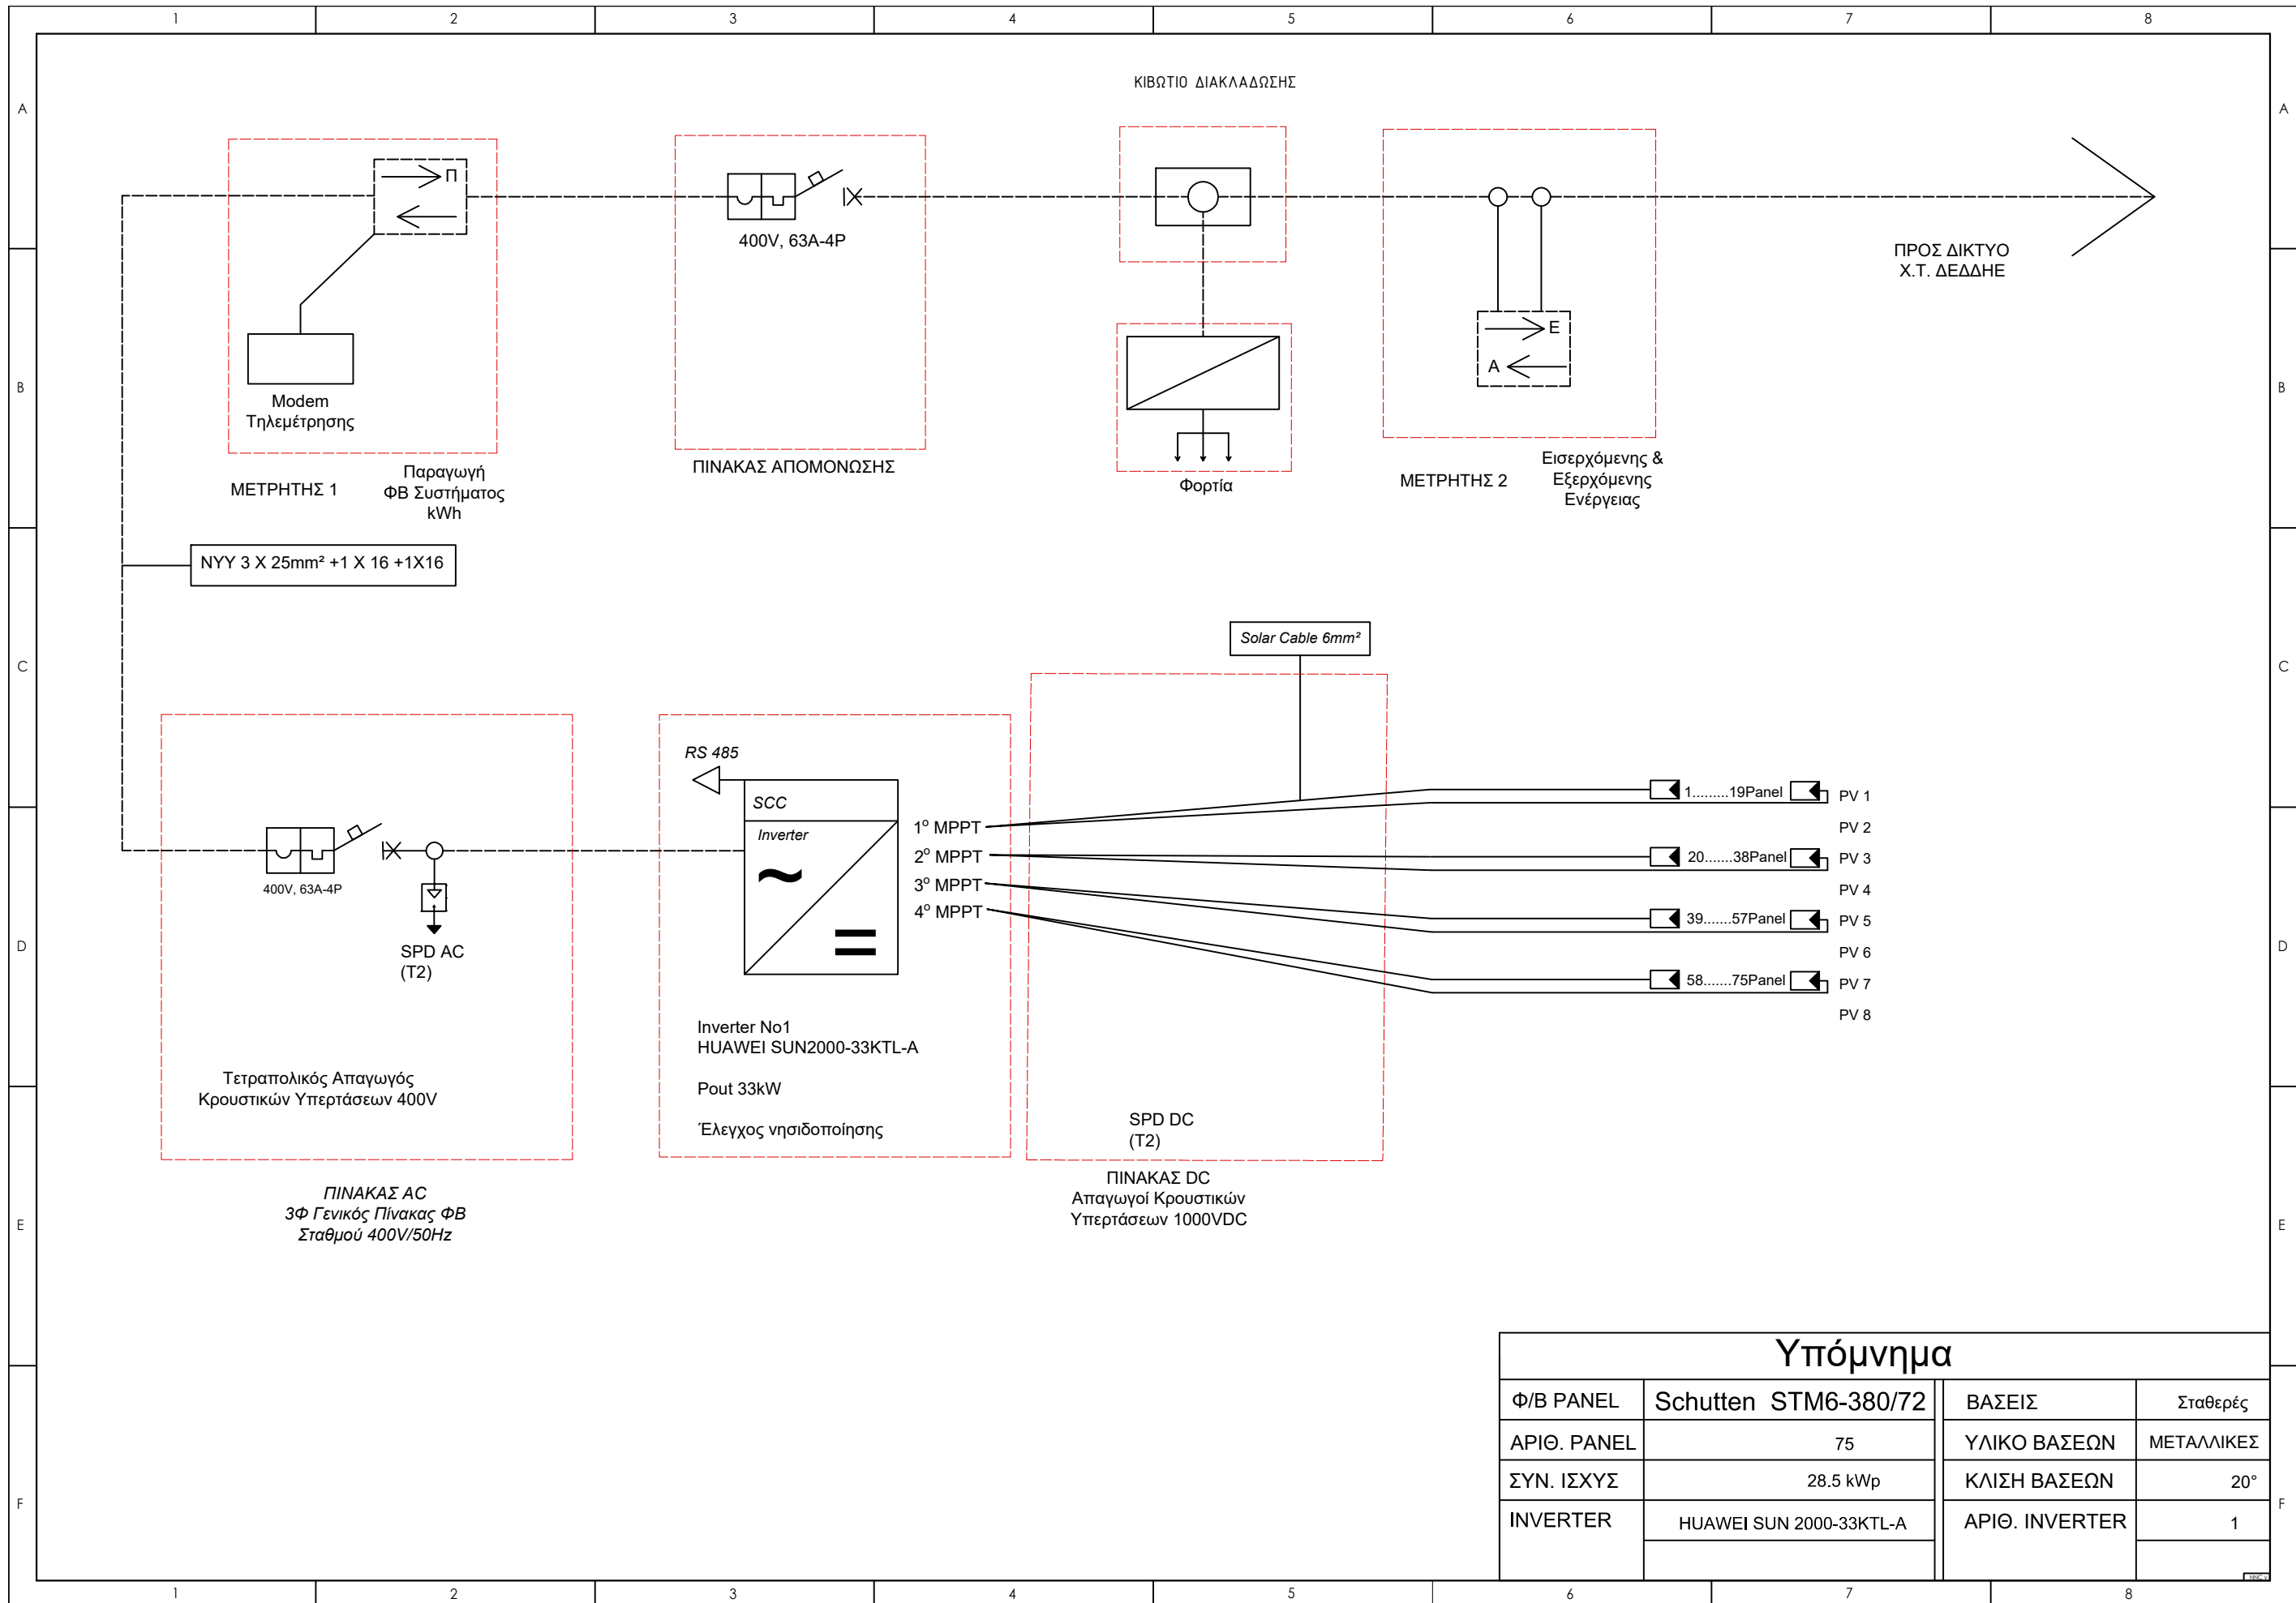 1 2 3 4 5 6 7 8
A A
ΚΙΒΩΤΙΟ ΔΙΑΚΛΑΔΩΣΗΣ
Π
400V, 63A-4P
ΠΡΟΣ ΔΙΚΤΥΟ
Χ.Τ. ΔΕΔΔΗΕ
E
A
B B
Modem
Τηλεμέτρησης
ΜΕΤΡΗΤΗΣ 1
Παραγωγή
ΦΒ Συστήματος
kWh
ΠΙΝΑΚΑΣ ΑΠΟΜΟΝΩΣΗΣ
Φορτία
ΜΕΤΡΗΤΗΣ 2
Εισερχόμενης &
Εξερχόμενης
Ενέργειας
NYY 3 X 25mm² +1 X 16 +1X16
C C
Solar Cable 6mm²
RS 485
SCC
Inverter
~
=
1º MPPT
2º MPPT
3º MPPT
4º MPPT
1.........19Panel
20.......38Panel
39.......57Panel
58.......75Panel
PV 1
PV 2
PV 3
PV 4
PV 5
PV 6
PV 7
PV 8
D D
400V, 63A-4P
SPD AC
(T2)
Τετραπολικός Απαγωγός
Κρουστικών Υπερτάσεων 400V
ΠΙΝΑΚΑΣ AC
3Φ Γενικός Πίνακας ΦΒ
Σταθμού 400V/50Hz
Inverter No1
HUAWEI SUN2000-33KTL-A
Pout 33kW
Έλεγχος νησιδοποίησης
SPD DC
(T2)
ΠΙΝΑΚΑΣ DC
Απαγωγοί Κρουστικών
Υπερτάσεων 1000VDC
E E
Υπόμνημα
Φ/Β PANEL Schutten STM6-380/72 ΒΑΣΕΙΣ Σταθερές
ΑΡΙΘ. PANEL 75 ΥΛΙΚΟ ΒΑΣΕΩΝ ΜΕΤΑΛΛΙΚΕΣ
ΣΥΝ. ΙΣΧΥΣ 28.5 kWp ΚΛΙΣΗ ΒΑΣΕΩΝ 20°
INVERTER HUAWEI SUN 2000-33KTL-A ΑΡΙΘ. INVERTER 1
F F
1 2 3 4 5 6 7 8